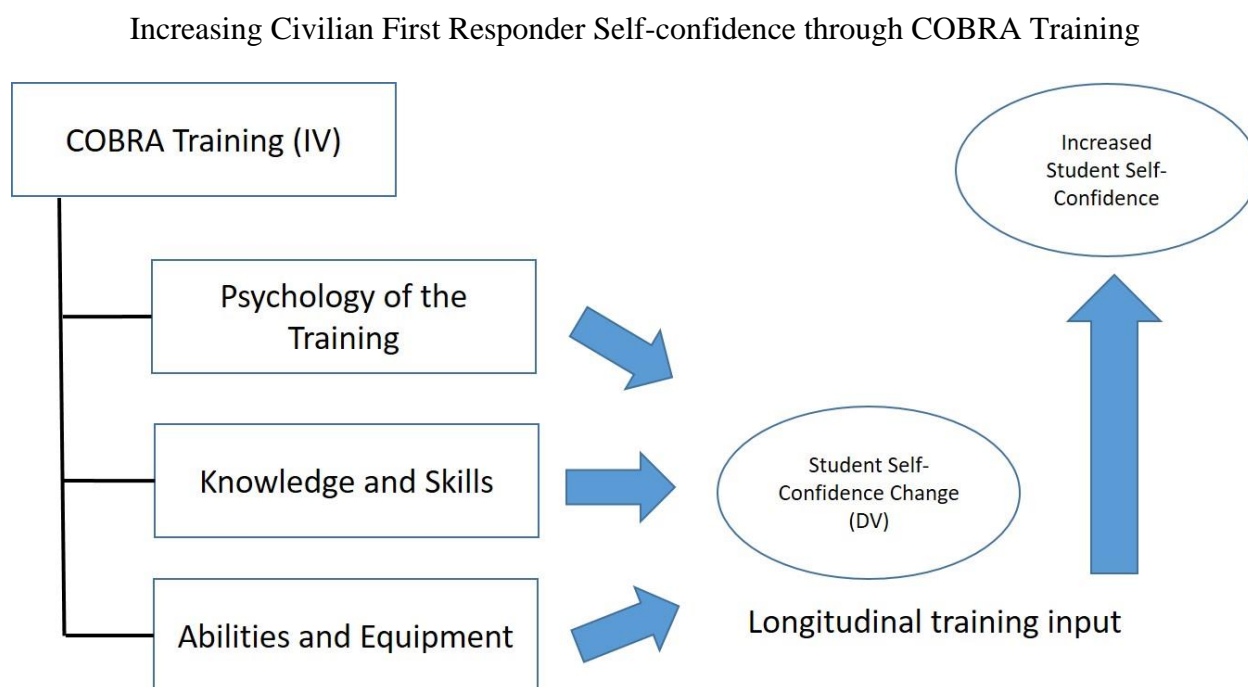 Increasing Civilian First Responder Self-confidence through COBRA Training
COBRA Training (IV)
Increased
Student Self-
Confidence
Psychology of the
Training
Knowledge and Skills
Student Self-
Confidence Change
(DV)
Abilities and Equipment
Longitudinal training input